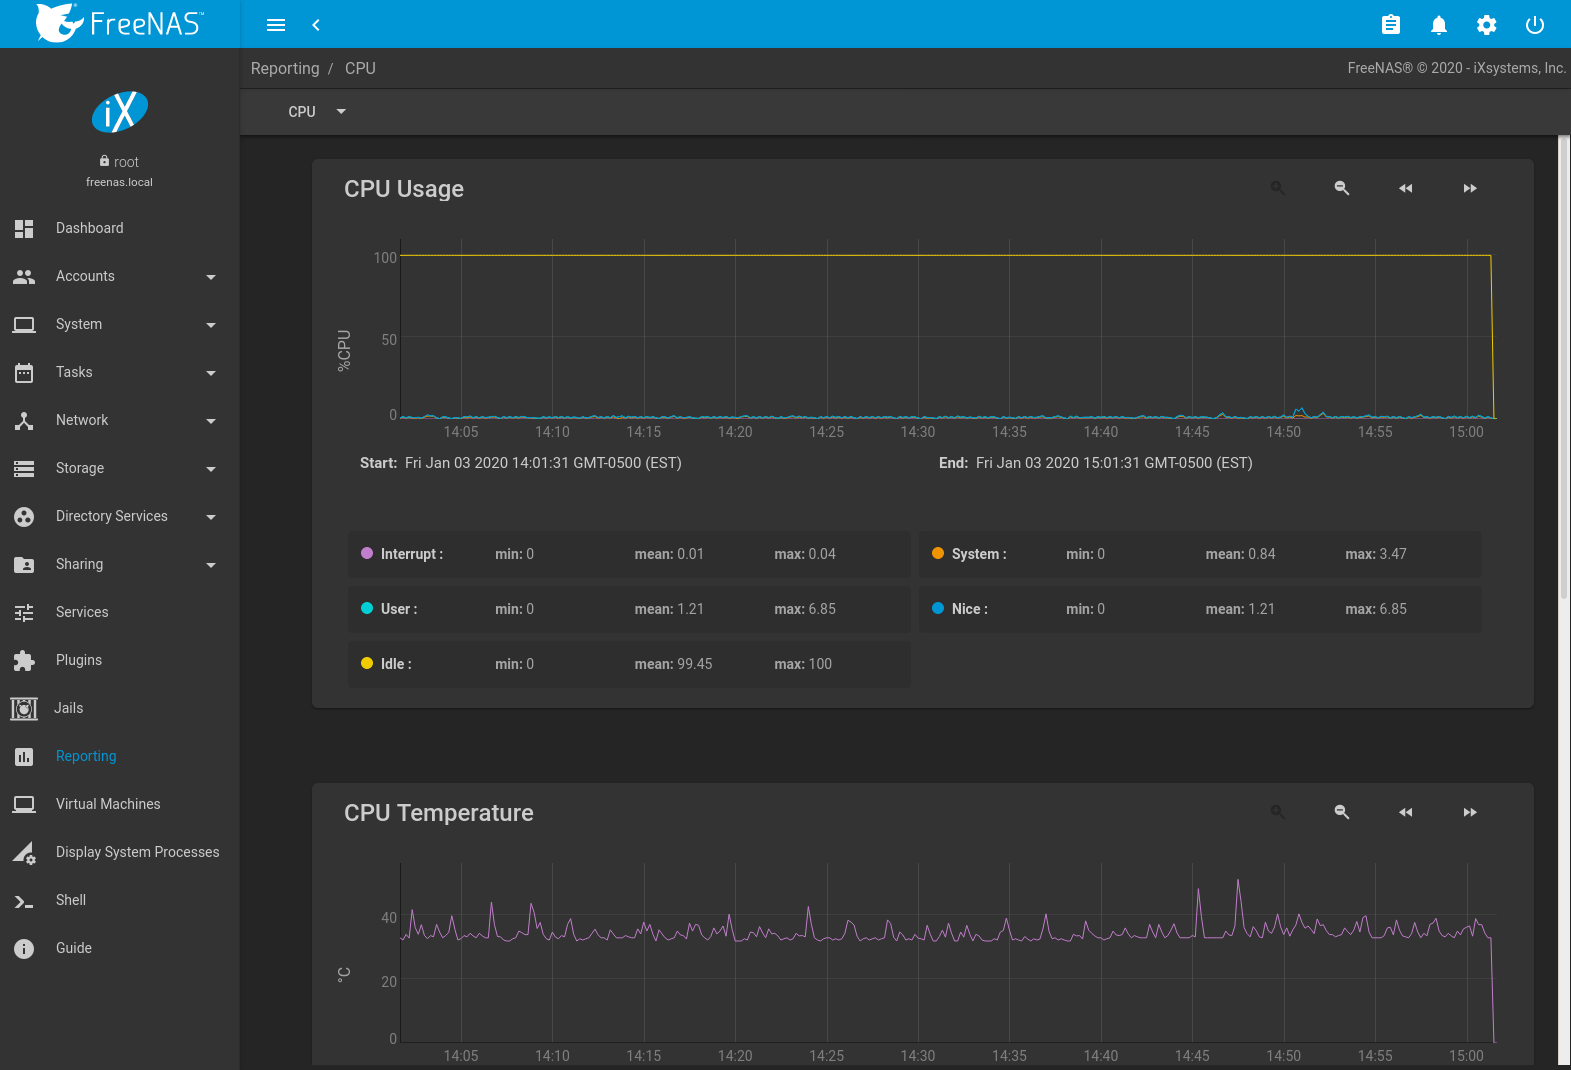 FreeNAS™
Reporting / CPU
FreeNAS® © 2020 - iXsystems, Inc.
CPU
iX
root
freenas.local
Dashboard
Accounts
System
Tasks
Network
Storage
Directory Services
Sharing
Services
Plugins
Jails
Reporting
Virtual Machines
Display System Processes
Shell
Guide
CPU Usage
%CPU
100
50
0
14:05 14:10 14:15 14:20 14:25 14:30 14:35 14:40 14:45 14:50 14:55 15:00
Start: Fri Jan 03 2020 14:01:31 GMT-0500 (EST) End: Fri Jan 03 2020 15:01:31 GMT-0500 (EST)
Interrupt : min: 0 mean: 0.01 max: 0.04
System : min: 0 mean: 0.84 max: 3.47
User : min: 0 mean: 1.21 max: 6.85
Nice : min: 0 mean: 1.21 max: 6.85
Idle : min: 0 mean: 99.45 max: 100
CPU Temperature
°C
40
20
0
14:05 14:10 14:15 14:20 14:25 14:30 14:35 14:40 14:45 14:50 14:55 15:00